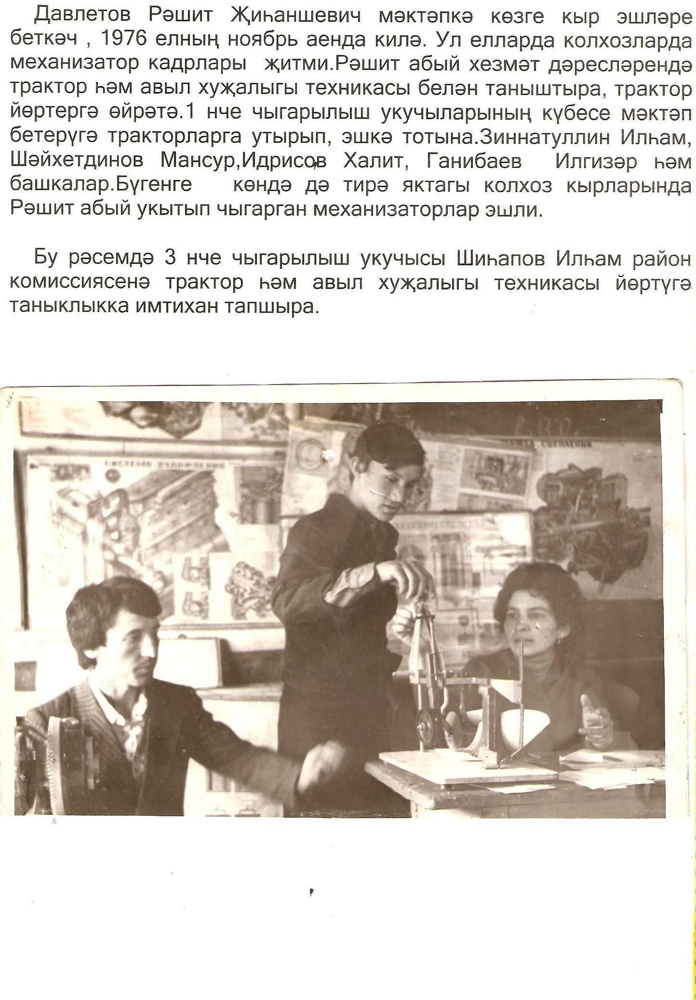 Давлетов Рәшит Җиһаншевич мәктәпкә көзге кыр эшләре
беткәч , 1976 елның ноябрь аенда килә. Ул елларда колхозларда
механизатор кадрлары җитми.Рәшит абый хезмәт дәресләрендә
трактор һәм авыл хуҗалыгы техникасы белән таныштыра, трактор
йөртергә өйрәтә.1 нче чыгарылыш укучыларының күбесе мәктәп
бетерүгә тракторларга утырып, эшкә тотына.Зиннатуллин Илһам,
Шәйхетдинов Мансур,Идрисов Халит, Ганибаев Илгизәр һәм
башкалар.Бүгенге көндә дә тирә яктагы колхоз кырларында
Рәшит абый укытып чыгарган механизаторлар эшли.
Бу рәсемдә 3 нче чыгарылыш укучысы Шиһапов Илһам район
комиссиясенә трактор һәм авыл хуҗалыгы техникасы йөртүгә
таныклыкка имтихан тапшыра.
СИСТЕМА ОХЛАЖДЕНИЯ
МУФТА СЦЕПЛЕНИЯ